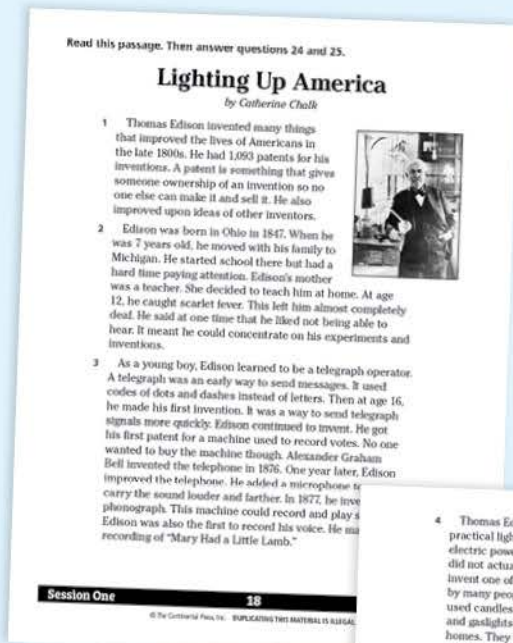 Read this passage. Then answer questions 24 and 25.
Lighting Up America
by Catherine Chalk
1 Thomas Edison invented many things
that improved the lives of Americans in
the late 1800s. He had 1,093 patents for his
inventions. A patent is something that gives
someone ownership of an invention so no
one else can make it and sell it. He also
improved upon ideas of other inventors.
2 Edison was born in Ohio in 1847. When he
was 7 years old, he moved with his family to
Michigan. He started school there but had a
hard time paying attention. Edison's mother
was a teacher. She decided to teach him at home. At age
12, he caught scarlet fever. This left him almost completely
deaf. He said at one time that he liked not being able to
hear. It meant he could concentrate on his experiments and
inventions.
3 As a young boy, Edison learned to be a telegraph operator.
A telegraph was an early way to send messages. It used
codes of dots and dashes instead of letters. Then at age 16,
he made his first invention. It was a way to send telegraph
signals more quickly. Edison continued to invent. He got
his first patent for a machine used to record votes. No one
wanted to buy the machine though. Alexander Graham
Bell invented the telephone in 1876. One year later, Edison
improved the telephone. He added a microphone
carry the sound louder and farther. In 1877, he
phonograph. This machine could record and play
Edison was also the first to record his voice. He
recording of "Mary Had a Little Lamb."
Session One
18
© The Continental Press, Inc. DUPLICATING THIS MATERIAL IS ILLEGAL
4 Thomas
practical
electric
did not
invent one of
by many
used candles
and gaslights
homes. They